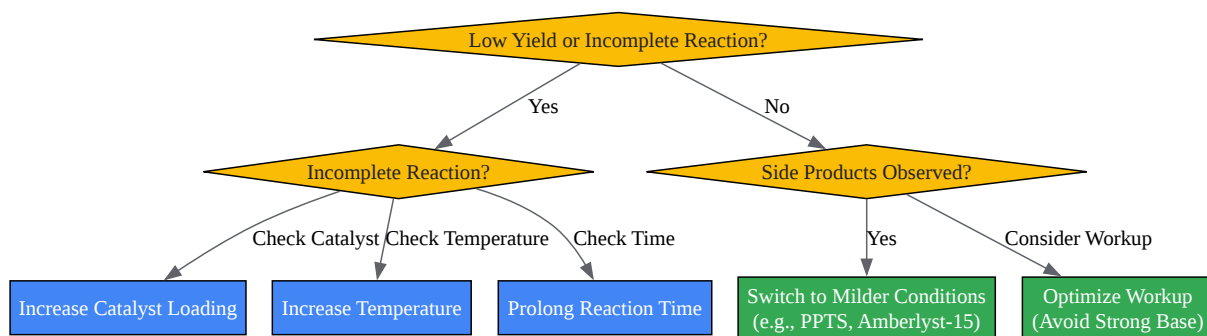 Low Yield or Incomplete Reaction?
Yes
No
Incomplete Reaction?
Side Products Observed?
Check Catalyst
Check Temperature
Check Time
Yes
Consider Workup
Increase Catalyst Loading
Increase Temperature
Prolong Reaction Time
Switch to Milder Conditions
(e.g., PPTS, Amberlyst-15)
Optimize Workup
(Avoid Strong Base)